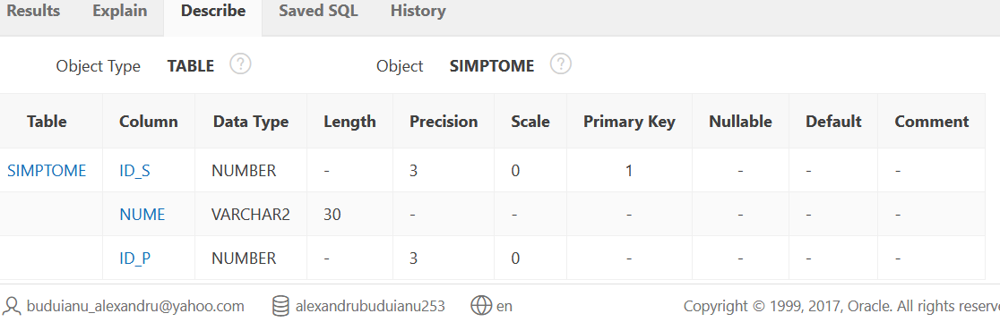 Results Explain Describe Saved SQL History
Object Type TABLE ? Object SIMPTOME ?
Table Column Data Type Length Precision Scale Primary Key Nullable Default Comment
SIMPTOME ID_S NUMBER - 3 0 1 - - -
NUME VARCHAR2 30 - - - - - -
ID_P NUMBER - 3 0 - - - -
buduianu_alexandru@yahoo.com alexandrubuduianu253 en Copyright © 1999, 2017, Oracle. All rights reserv